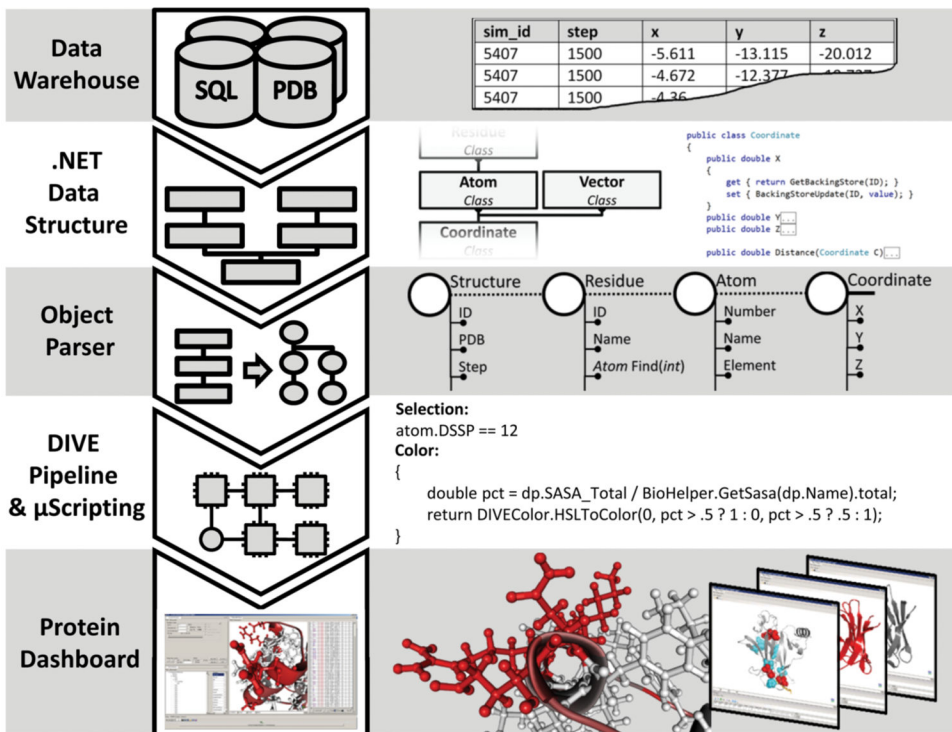 Data
Warehouse
SQL PDB
sim_id step x y z
5407 1500 -5.611 -13.115 -20.012
5407 1500 -4.672 -12.377
5407 1500 -4.36
.NET
Data
Structure
Residue
Class
Atom
Class
Vector
Class
Coordinate
Class
public class Coordinate
{
public double X
{
get { return GetBackingStore(ID); }
set { BackingStoreUpdate(ID, value); }
}
public double Y...
public double Z...
public double Distance(Coordinate C)...
Object
Parser
Structure Residue Atom Coordinate
ID ID Number X
PDB Name Name Y
Step Atom Find(int) Element Z
DIVE
Pipeline
& µScripting
Selection:
atom.DSSP == 12
Color:
{
double pct = dp.SASA_Total / BioHelper.GetSasa(dp.Name).total;
return DIVEColor.HSLToColor(0, pct > .5 ? 1 : 0, pct > .5 ? .5 : 1);
}
Protein
Dashboard